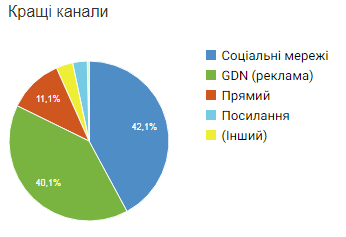 Кращі канали
Соціальні мережі
GDN (реклама)
Прямий
Посилання
(Інший)
11,1%
42,1%
40,1%